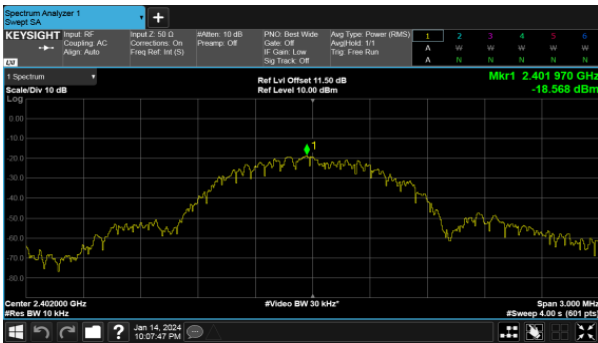 Spectrum Analyzer 1
Swept SA
+
KEYSIGHT Input: RF Input Z: 50 Ω #Atten: 10 dB PNO: Best Wide Avg Type: Power (RMS) 1 2 3 4 5 6
Coupling: AC Corrections: On Preamp: Off Gate: Off Avg|Hold: 1/1 A W W W W W
Align: Auto Freq Ref: Int (S) IF Gain: Low Trig: Free Run
Sig Track: Off A N N N N N
LXI
1 Spectrum Ref Lvl Offset 11.50 dB Mkr1 2.401 970 GHz
Scale/Div 10 dB Ref Level 10.00 dBm -18.568 dBm
Log
0.00
-10.0
1
-20.0
-30.0
-40.0
-50.0
-60.0
-70.0
-80.0
Center 2.402000 GHz #Video BW 30 kHz* Span 3.000 MHz
#Res BW 10 kHz #Sweep 4.00 s (601 pts)
? Jan 14, 2024
10:07:47 PM